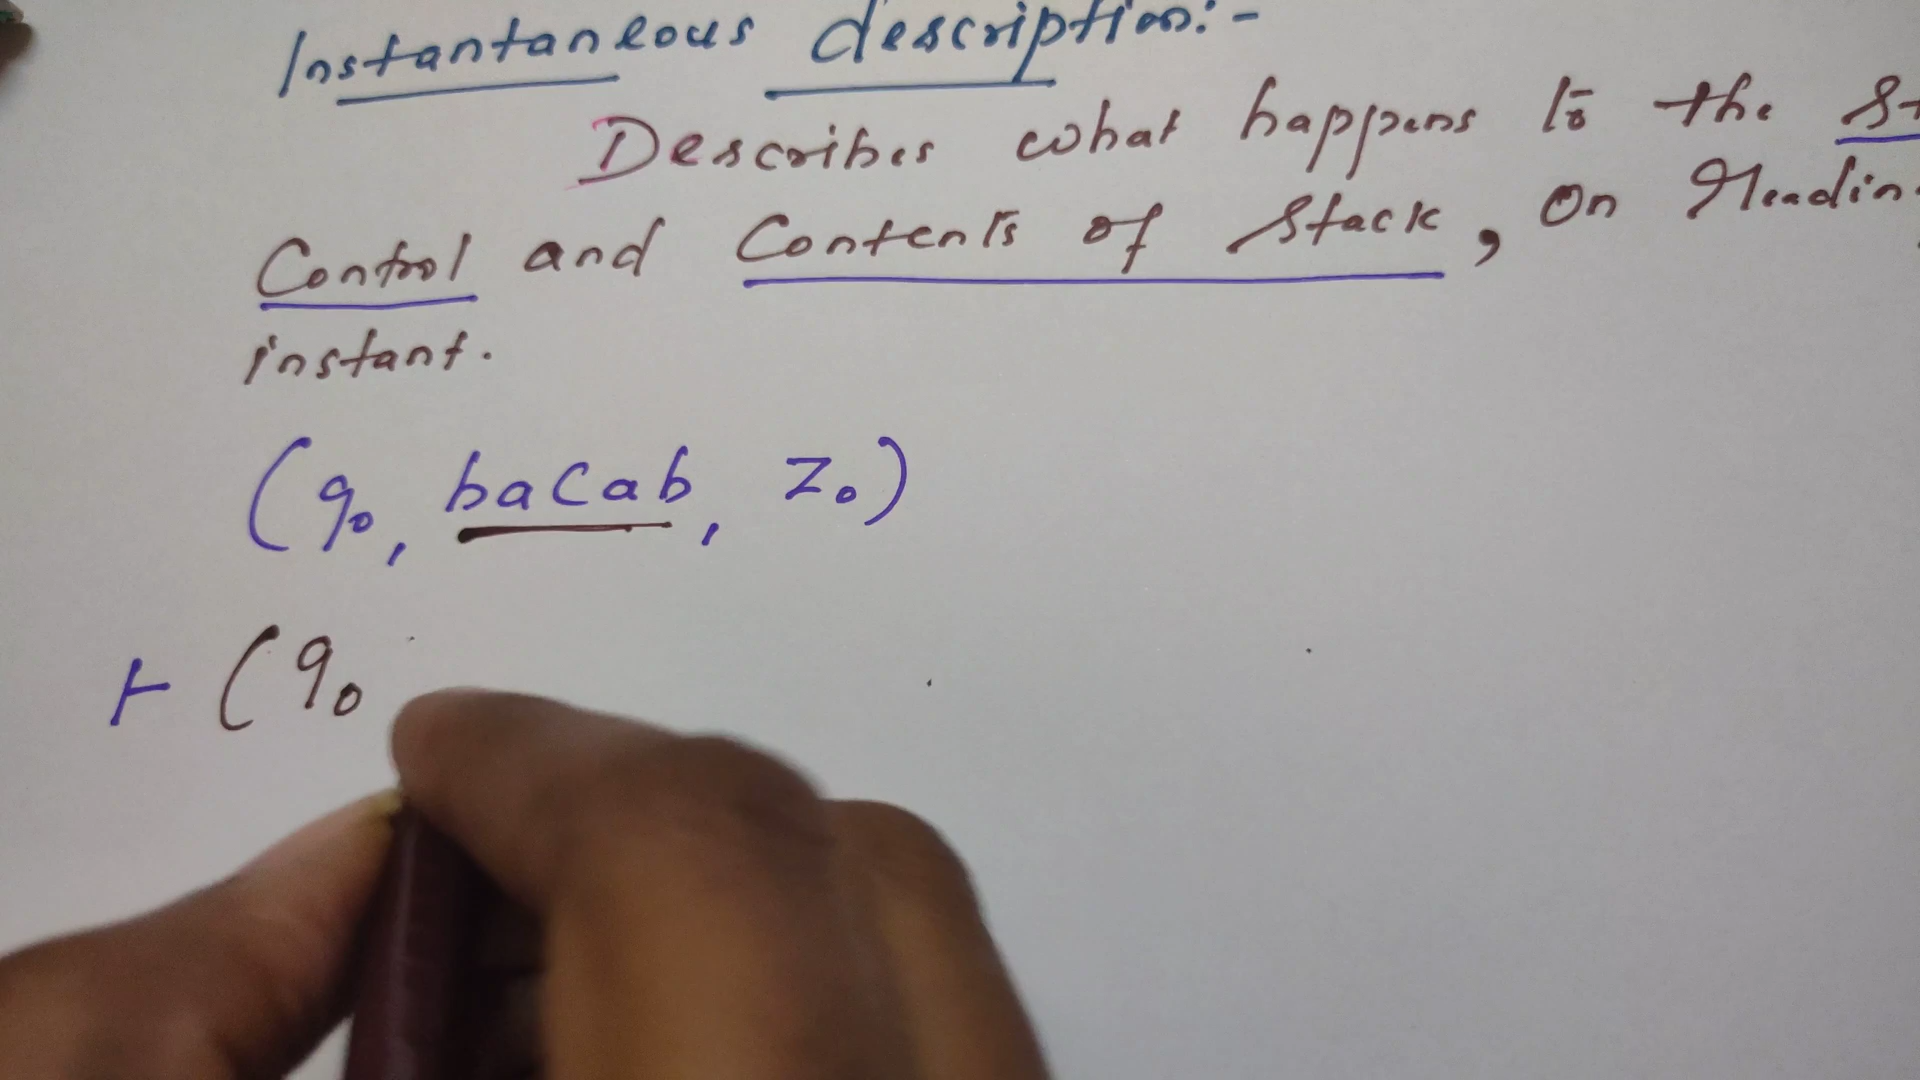 Instantaneous description:-
Describes what happens to the
Control and Contents of Stack, On
instant.
(q₀, bacab, z₀)
⊢ (q₀